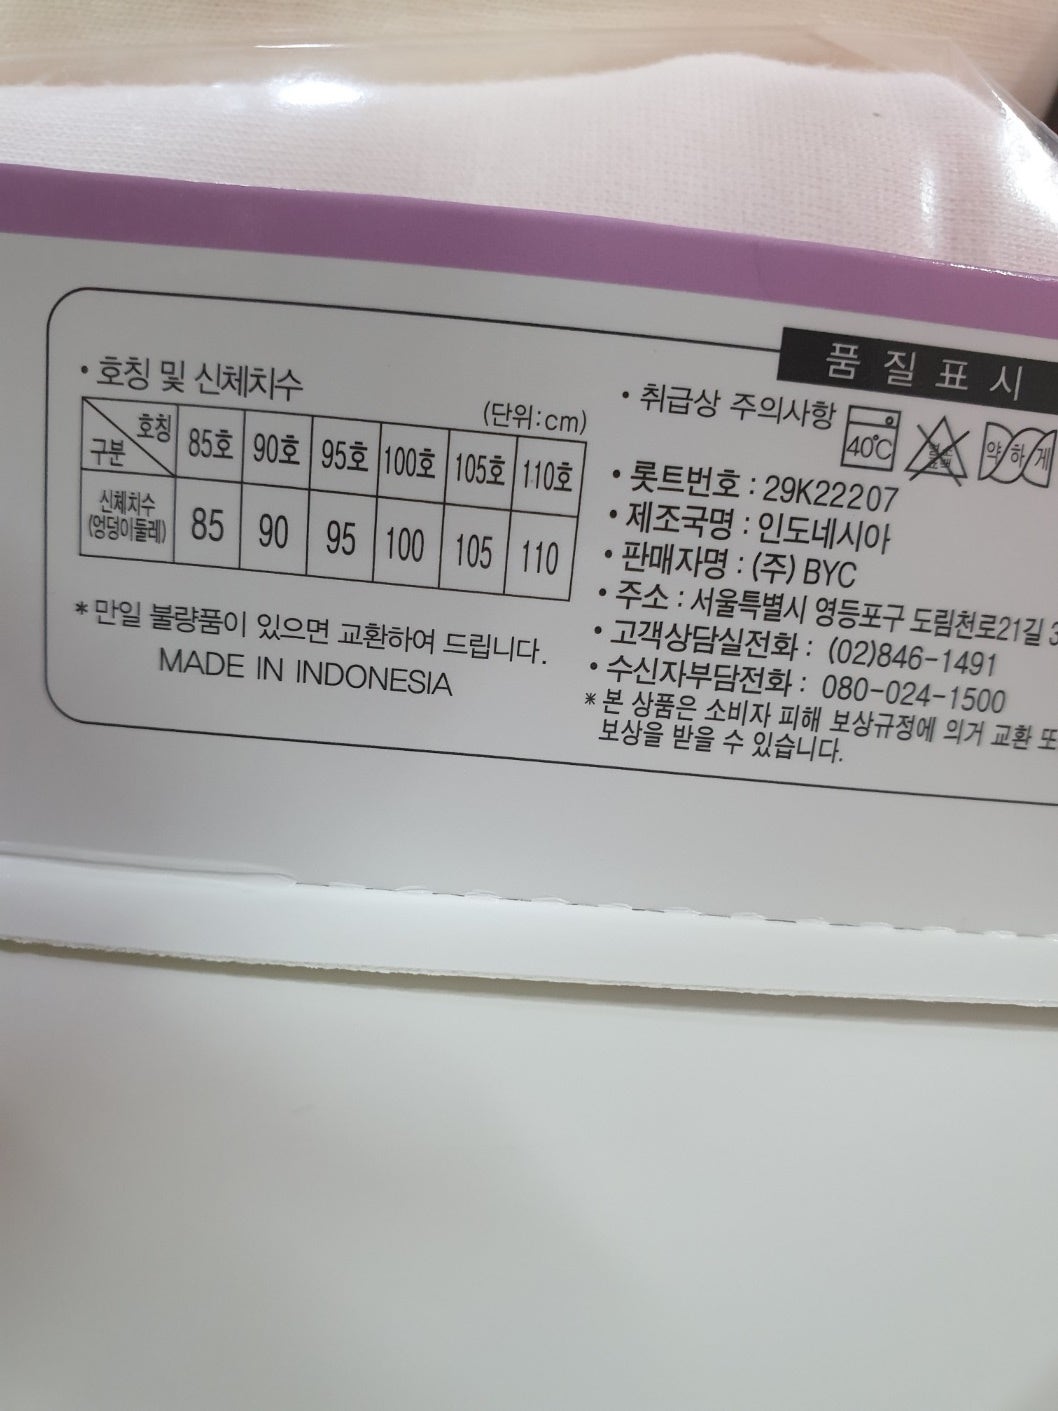 품질표시
• 호칭 및 신체치수
(단위:cm)
호칭 85호 90호 95호 100호 105호 110호
구분
신체치수 85 90 95 100 105 110
(엉덩이둘레)
* 만일 불량품이 있으면 교환하여 드립니다.
MADE IN INDONESIA
• 취급상 주의사항
40℃
약하게
• 롯트번호 : 29K22207
• 제조국명 : 인도네시아
• 판매자명 : (주) BYC
• 주소 : 서울특별시 영등포구 도림천로21길 3
• 고객상담실전화 : (02)846-1491
• 수신자부담전화 : 080-024-1500
* 본 상품은 소비자 피해 보상규정에 의거 교환 또
보상을 받을 수 있습니다.